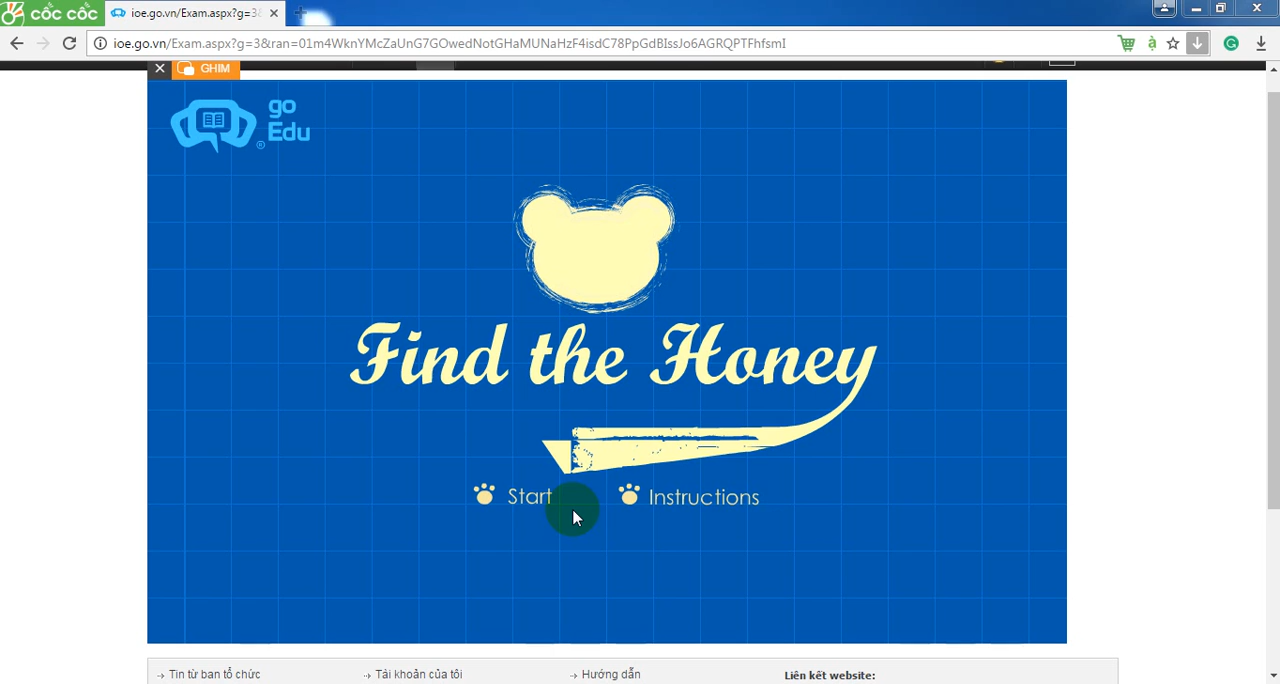 cốc cốc
ioe.go.vn/Exam.aspx?g=3&
ioe.go.vn/Exam.aspx?g=3&ran=01m4WknYMcZaUnG7GOwedNotGHaMUNaHzF4isdC78PpGdBIssJo6AGRQPTFhfsmI
GHIM
go
Edu
Find the Honey
Start
Instructions
Tin từ ban tổ chức
Tài khoản của tôi
Hướng dẫn
Liên kết website: